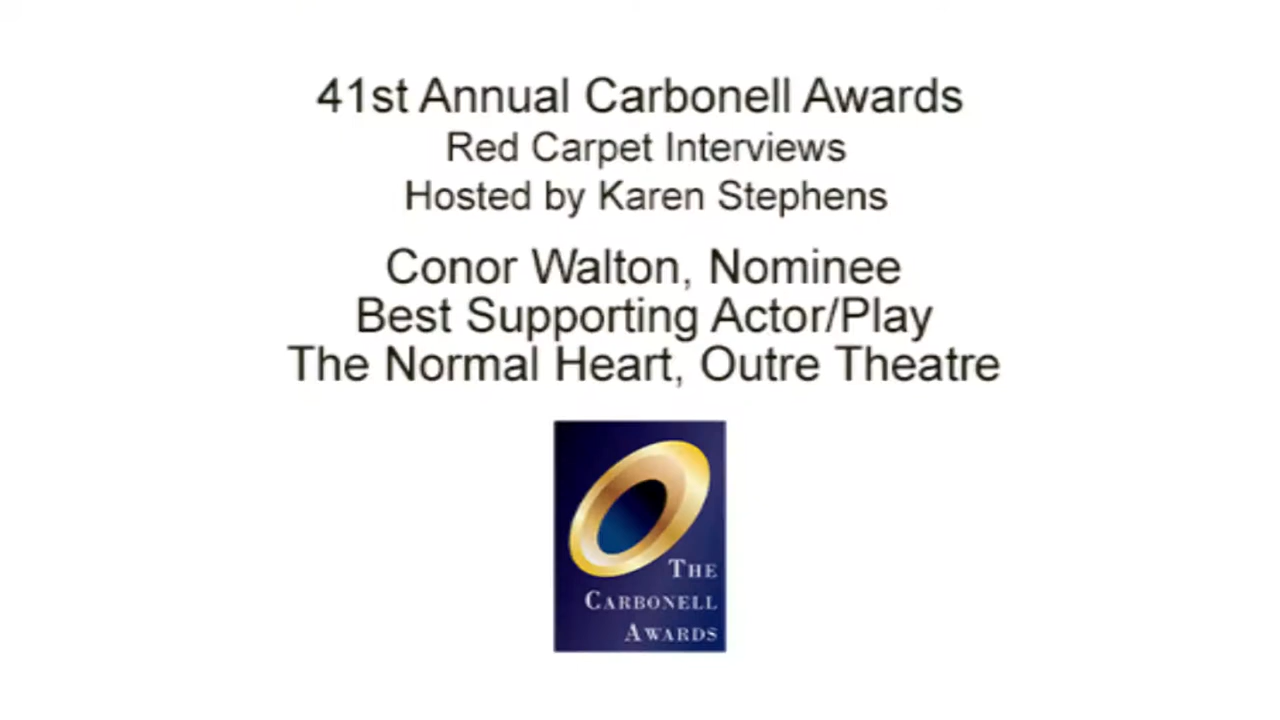 41st Annual Carbonell Awards
Red Carpet Interviews
Hosted by Karen Stephens
Conor Walton, Nominee
Best Supporting Actor/Play
The Normal Heart, Outre Theatre
THE
CARBONELL
AWARDS